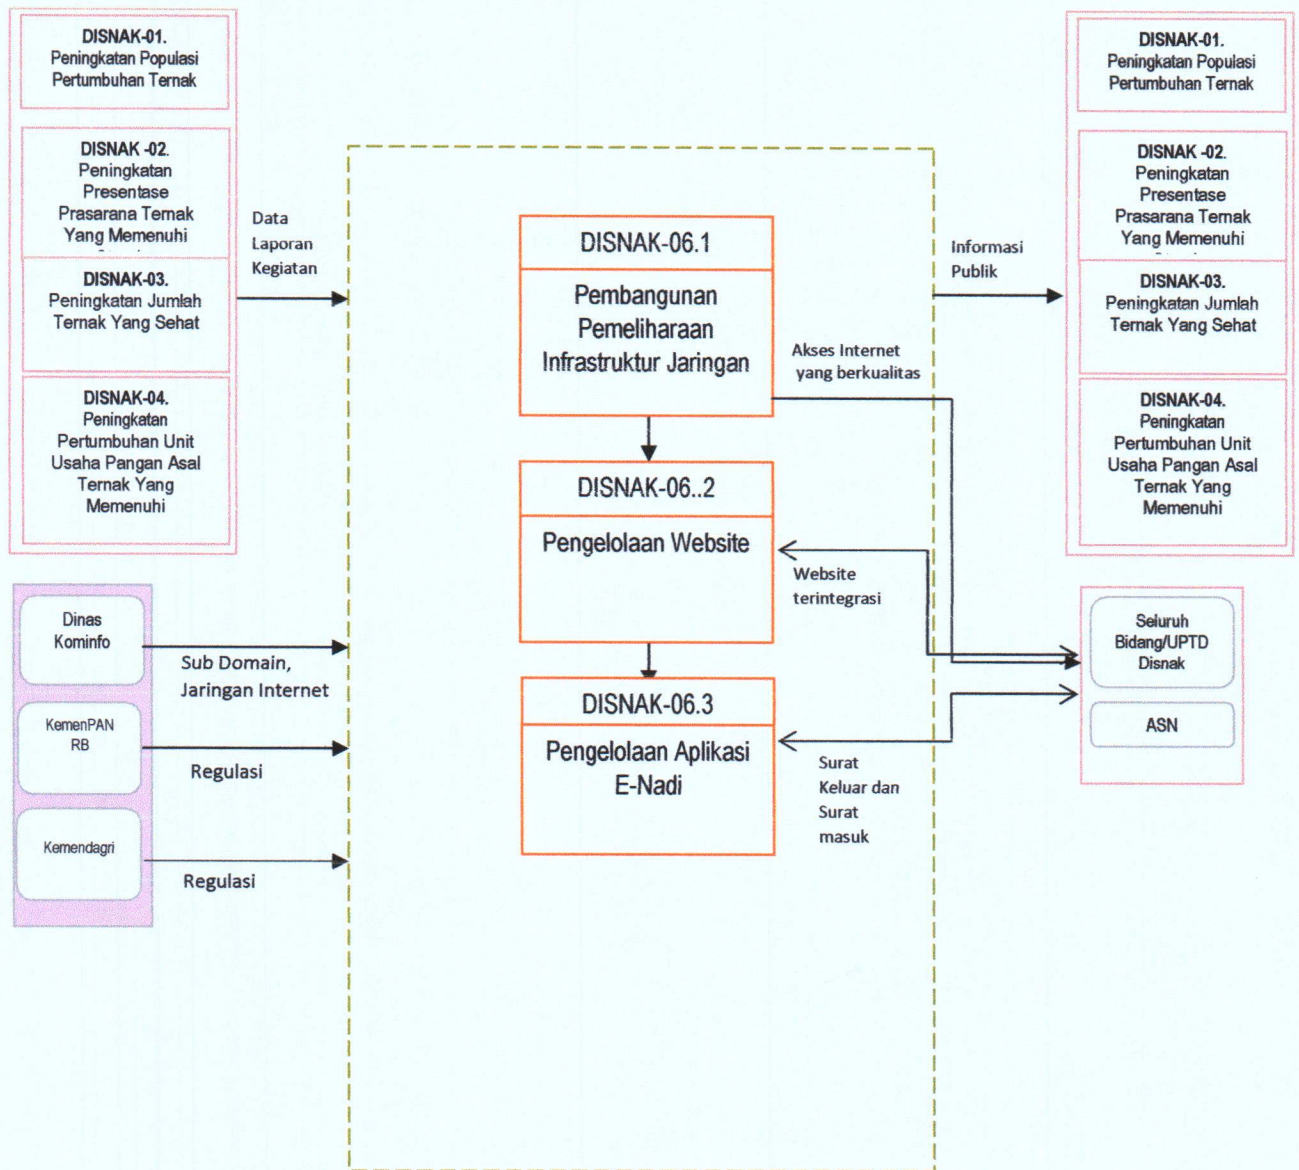 DISNAK-01.
Peningkatan Populasi
Pertumbuhan Ternak
DISNAK -02.
Peningkatan
Presentase
Prasarana Ternak
Yang Memenuhi
DISNAK-03.
Peningkatan Jumlah
Ternak Yang Sehat
DISNAK-04.
Peningkatan
Pertumbuhan Unit
Usaha Pangan Asal
Ternak Yang
Memenuhi
Data
Laporan
Kegiatan
Dinas
Kominfo
KemenPAN
RB
Kemendagri
Sub Domain,
Jaringan Internet
Regulasi
Regulasi
DISNAK-06.1
Pembangunan
Pemeliharaan
Infrastruktur Jaringan
DISNAK-06..2
Pengelolaan Website
DISNAK-06.3
Pengelolaan Aplikasi
E-Nadi
Informasi
Publik
Akses Internet
yang berkualitas
Website
terintegrasi
Surat
Keluar dan
Surat
masuk
DISNAK-01.
Peningkatan Populasi
Pertumbuhan Ternak
DISNAK -02.
Peningkatan
Presentase
Prasarana Ternak
Yang Memenuhi
DISNAK-03.
Peningkatan Jumlah
Ternak Yang Sehat
DISNAK-04.
Peningkatan
Pertumbuhan Unit
Usaha Pangan Asal
Ternak Yang
Memenuhi
Seluruh
Bidang/UPTD
Disnak
ASN